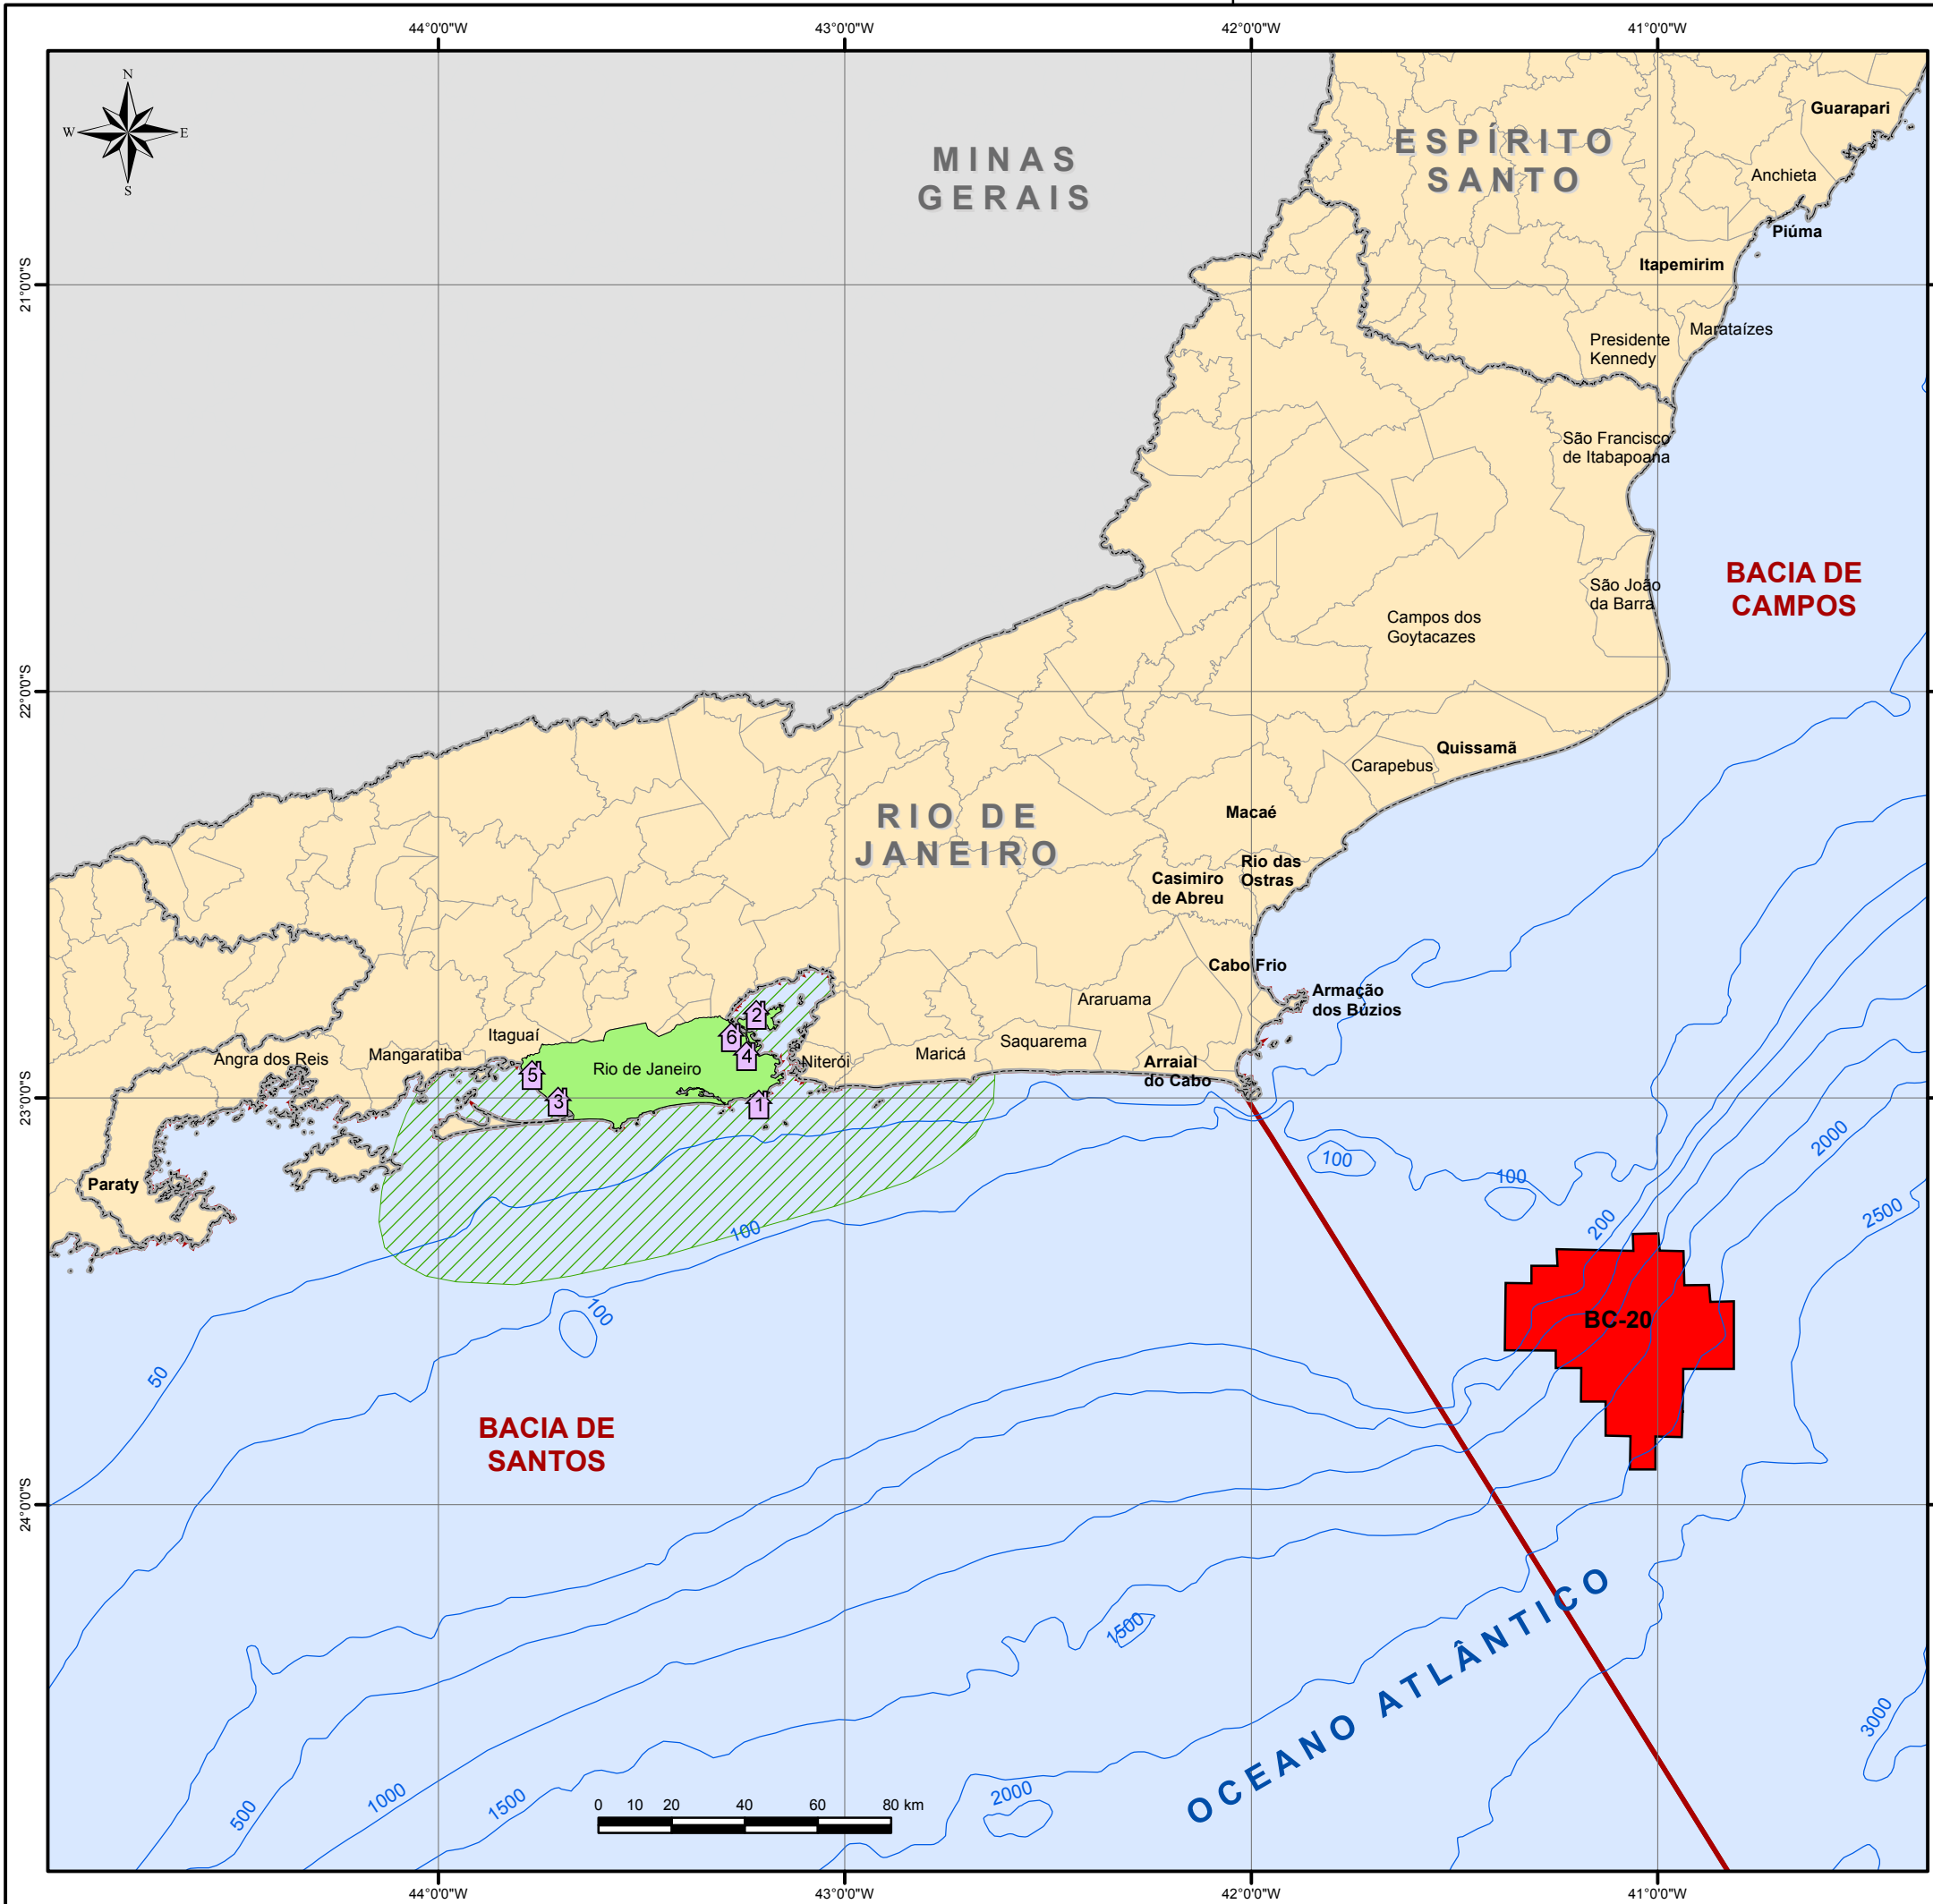 44°0'0"W
43°0'0"W
42°0'0"W
41°0'0"W
N
W
E
S
MINAS
GERAIS
ESPÍRITO
SANTO
Guarapari
Anchieta
Piúma
Itapemirim
21°0'0"S
Marataízes
Presidente
Kennedy
São Francisco
de Itabapoana
BACIA DE
CAMPOS
São João
da Barra
Campos dos
Goytacazes
22°0'0"S
Quissamã
Carapebus
Macaé
RIO DE
JANEIRO
Rio das
Ostras
Casimiro
de Abreu
Cabo Frio
Armação
dos Búzios
Araruama
Saquarema
Maricá
Niterói
Arraial
do Cabo
Itaguaí
Mangaratiba
Angra dos Reis
Rio de Janeiro
2
6
4
5
3
1
23°0'0"S
Paraty
100
100
200
2000
2500
100
100
50
BC-20
BACIA DE
SANTOS
24°0'0"S
OCEANO ATLÂNTICO
1500
3000
500
1000
1500
2000
0 10 20 40 60 80 km
44°0'0"W
43°0'0"W
42°0'0"W
41°0'0"W